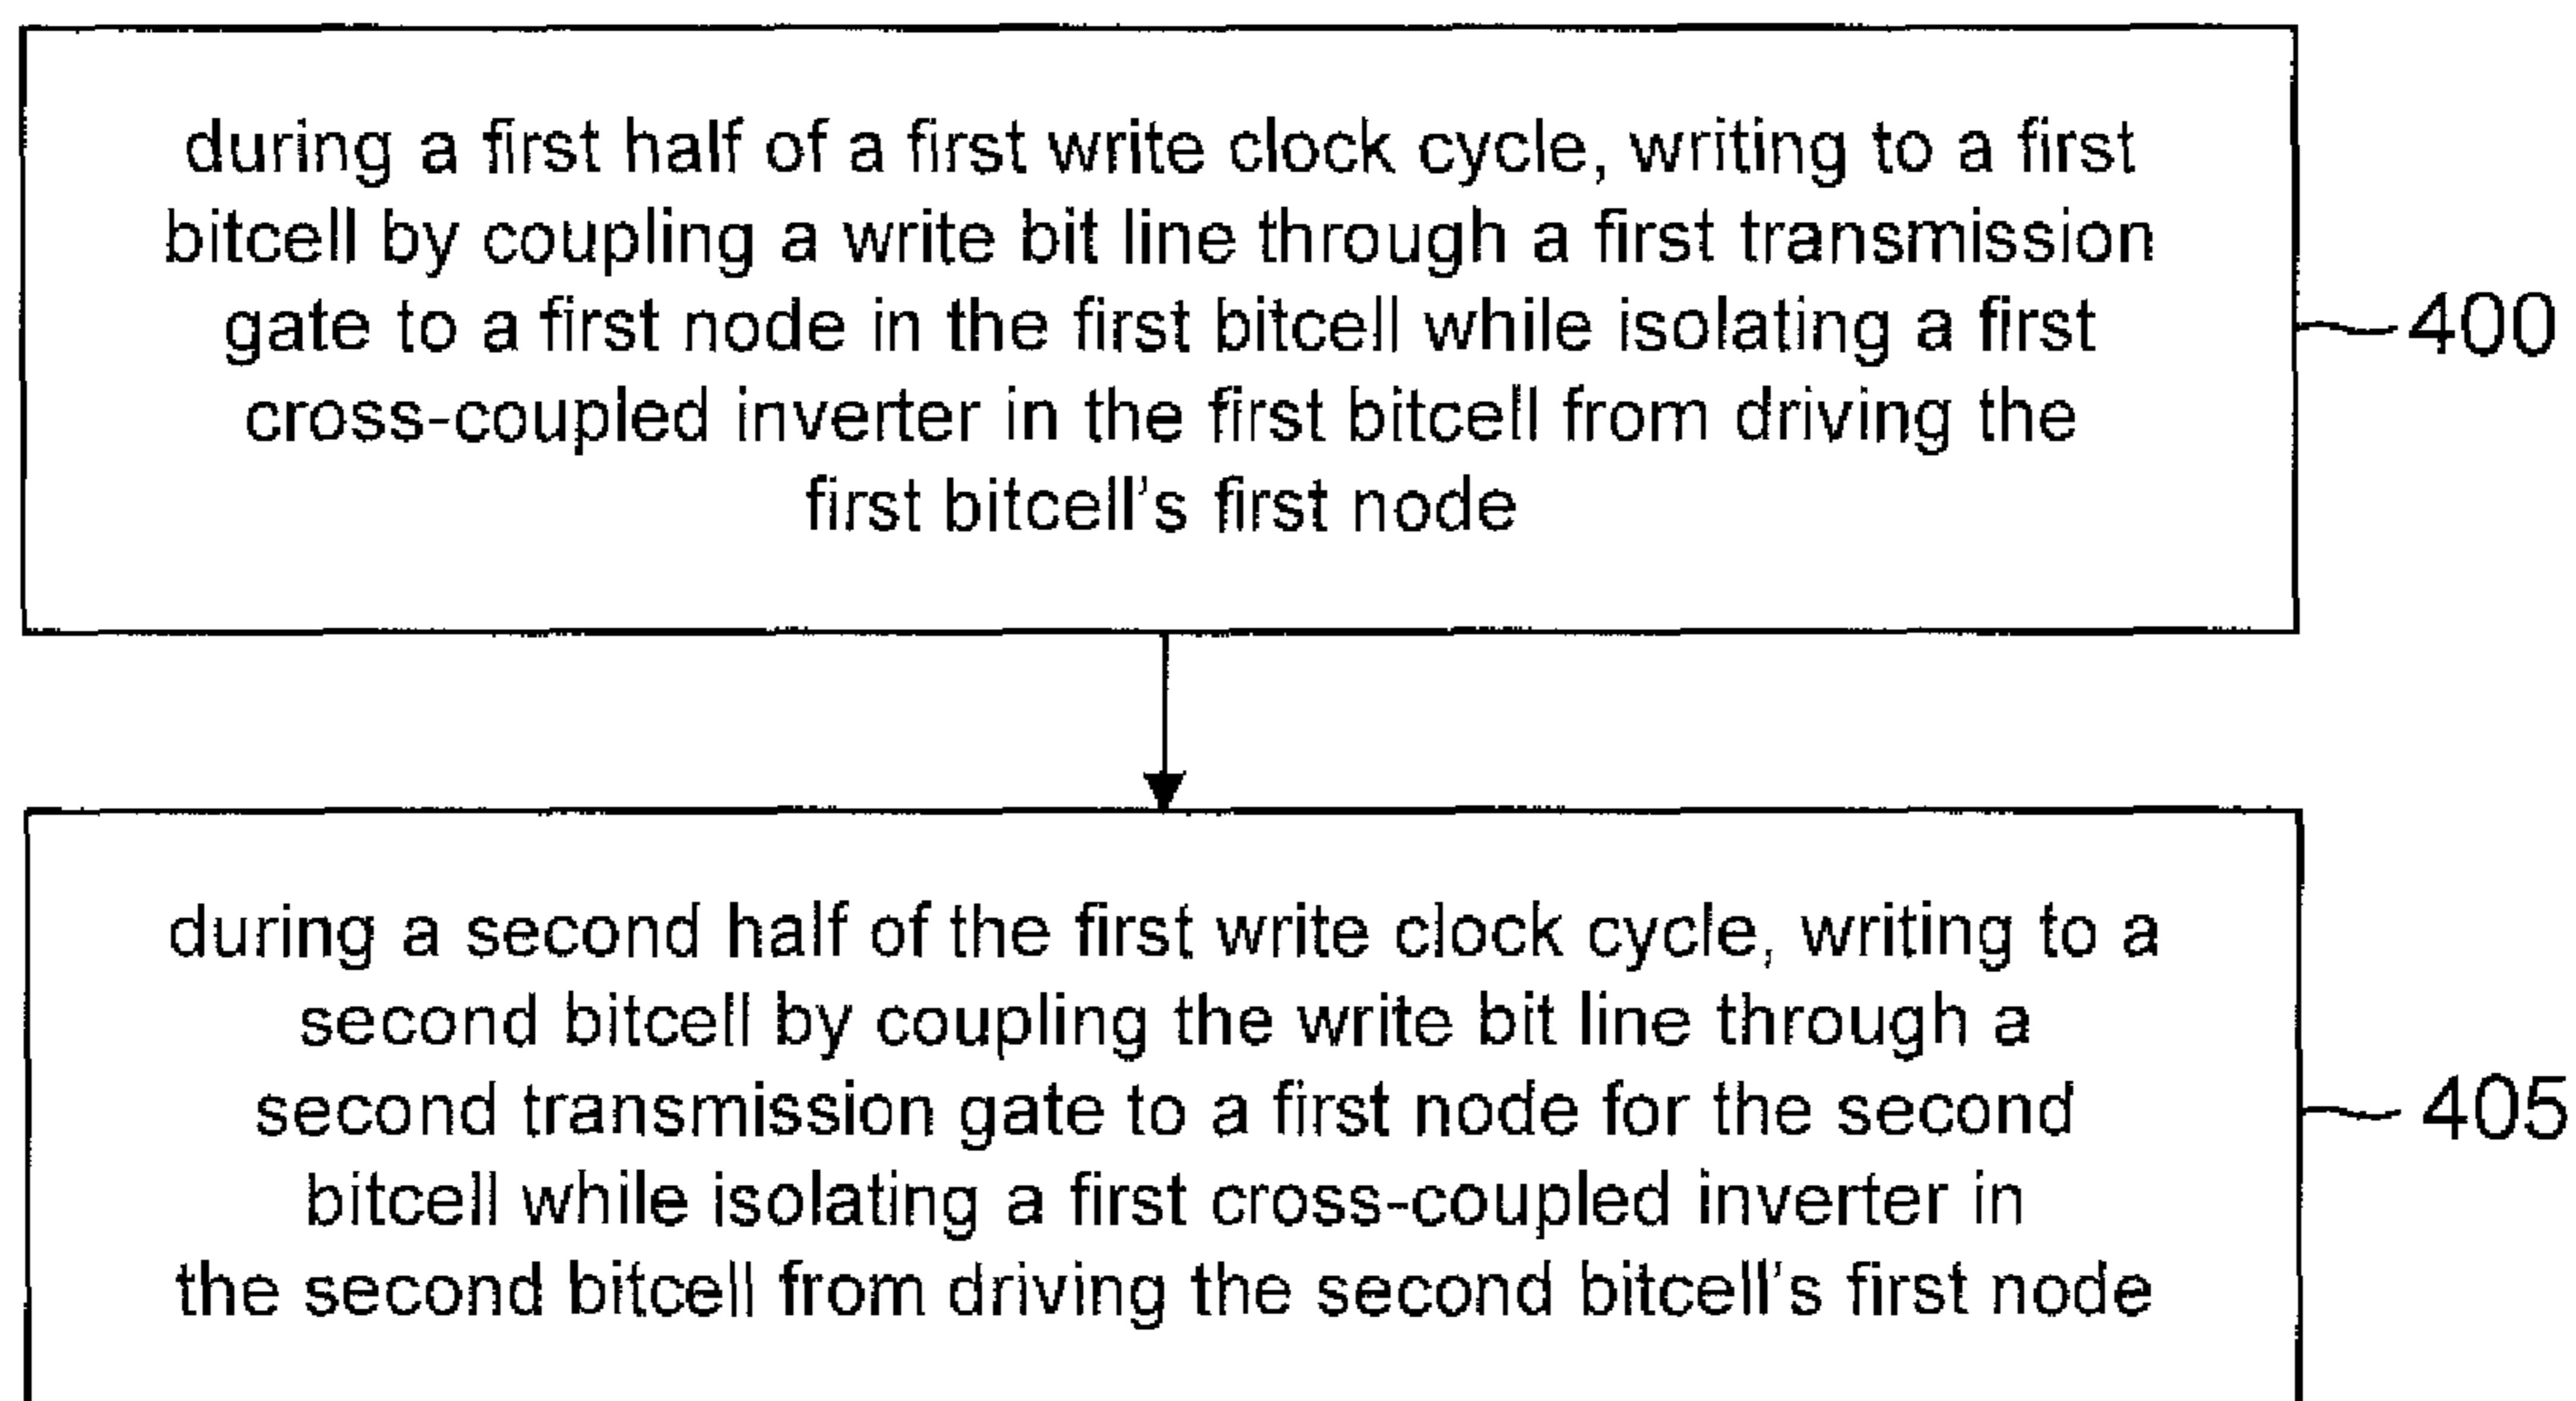 during a first half of a first write clock cycle, writing to a first
bitcell by coupling a write bit line through a first transmission
gate to a first node in the first bitcell while isolating a first
cross-coupled inverter in the first bitcell from driving the
first bitcell's first node
400
during a second half of the first write clock cycle, writing to a
second bitcell by coupling the write bit line through a
second transmission gate to a first node for the second
bitcell while isolating a first cross-coupled inverter in
the second bitcell from driving the second bitcell's first node
405